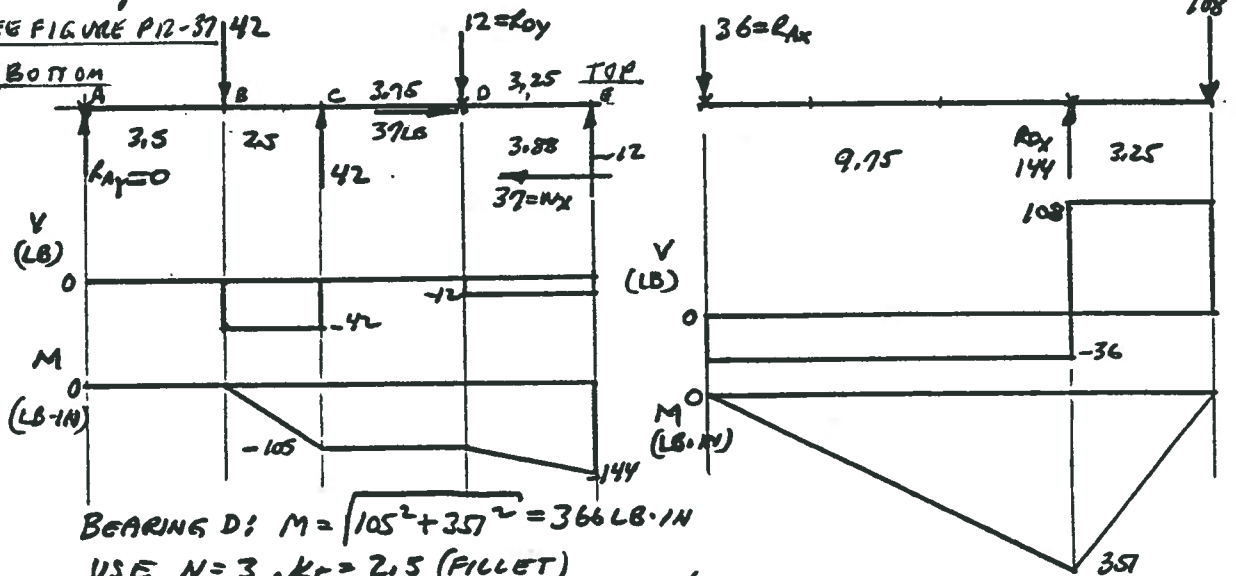 EE FIGURE P12-37
42
12=RDY
BOTTOM
A
B
C
3.75
D
3.25
TOP
37LB
3.5
2.5
3.88
-12
RAy=0
42
37=Wx
V
(LB)
0
-12
-42
M
0
(LB·IN)
-105
-144
36=RAx
108
9.75
RDx
144
3.25
108
V
(LB)
0
-36
0
M
(LB·IN)
351
BEARING D: M = √105² + 351² = 366 LB·IN
USE N=3, Kt = 2.5 (FILLET)